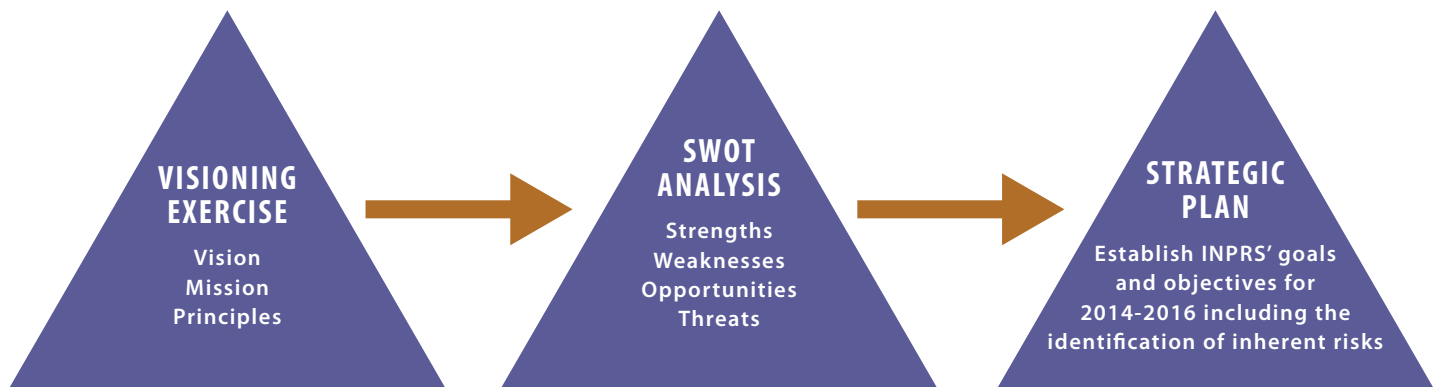 VISIONING
EXERCISE
Vision
Mission
Principles
SWOT
ANALYSIS
Strengths
Weaknesses
Opportunities
Threats
STRATEGIC
PLAN
Establish INPRS’ goals
and objectives for
2014-2016 including the
identification of inherent risks